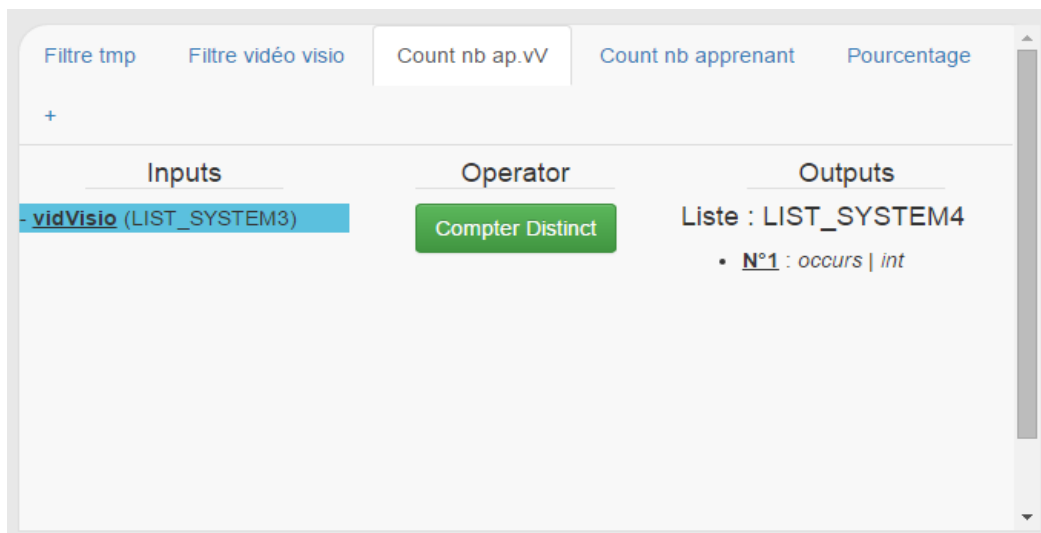 Filtre tmp Filtre vidéo visio Count nb ap.vV Count nb apprenant Pourcentage
+
Inputs Operator Outputs
- vidVisio (LIST_SYSTEM3) Compter Distinct Liste : LIST_SYSTEM4
• N°1 : occurs | int